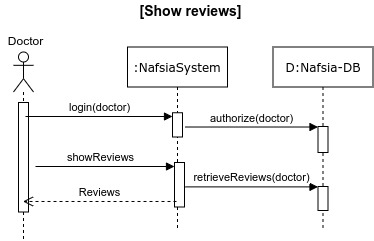 [Show reviews]
Doctor
:NafsiaSystem
D:Nafsia-DB
login(doctor)
authorize(doctor)
showReviews
retrieveReviews(doctor)
Reviews